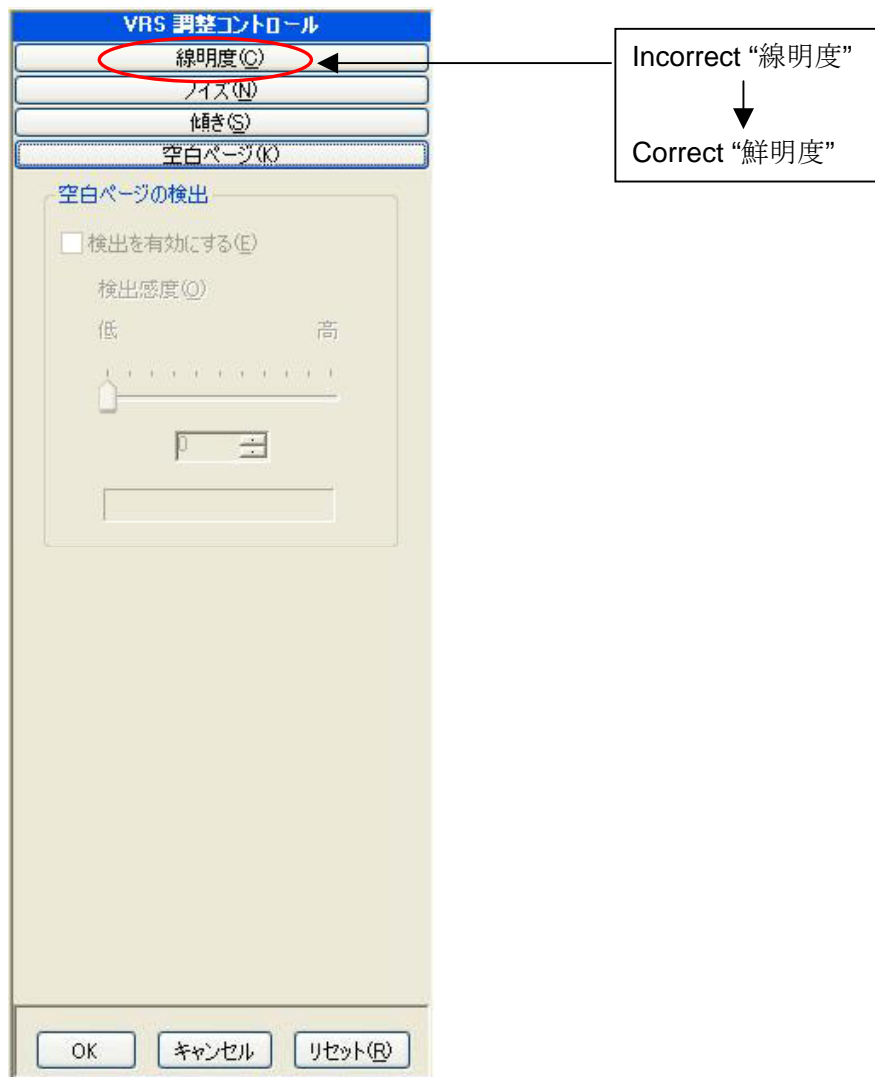 VRS 調整コントロール
線明度(C)
ノイズ(N)
傾き(S)
空白ページ(K)
空白ページの検出
検出を有効にする(E)
検出感度(O)
低 高
0
OK キャンセル リセット(R)
Incorrect “線明度”
Correct “鮮明度”